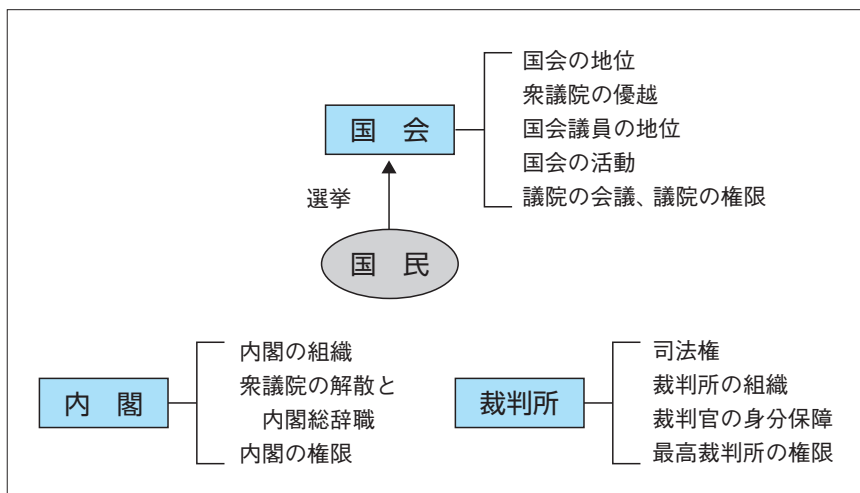 国会の地位
衆議院の優越
国会
国会議員の地位
国会の活動
議院の会議、議院の権限
選挙
国民
内閣
内閣の組織
衆議院の解散と
内閣総辞職
内閣の権限
裁判所
司法権
裁判所の組織
裁判官の身分保障
最高裁判所の権限